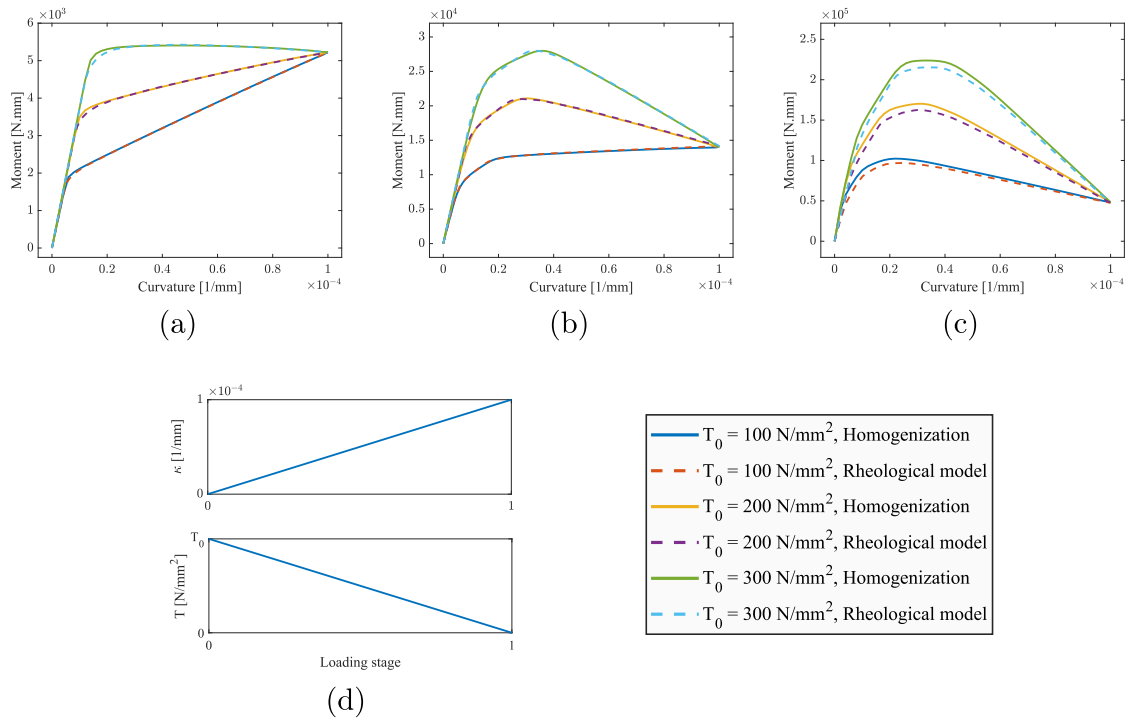 ×10³
6
5
4
3
2
1
0
Moment [N.mm]
0 0.2 0.4 0.6 0.8 1
Curvature [1/mm] ×10⁻⁴
(a)
×10⁴
3.5
3
2.5
2
1.5
1
0.5
0
Moment [N.mm]
0 0.2 0.4 0.6 0.8 1
Curvature [1/mm] ×10⁻⁴
(b)
×10⁵
2.5
2
1.5
1
0.5
0
Moment [N.mm]
0 0.2 0.4 0.6 0.8 1
Curvature [1/mm] ×10⁻⁴
(c)
×10⁻⁴
1
0
κ [1/mm]
0 1
T₀
0
T [N/mm²]
0 1
Loading stage
(d)
T₀ = 100 N/mm², Homogenization
T₀ = 100 N/mm², Rheological model
T₀ = 200 N/mm², Homogenization
T₀ = 200 N/mm², Rheological model
T₀ = 300 N/mm², Homogenization
T₀ = 300 N/mm², Rheological model